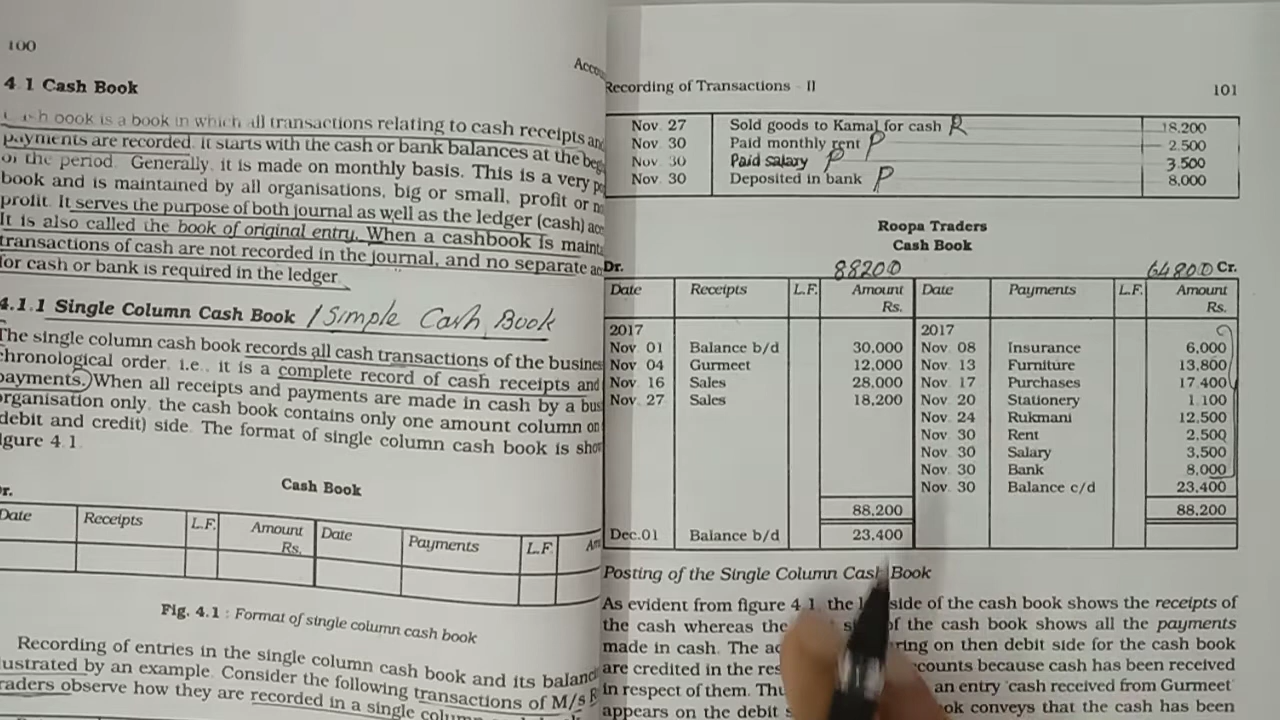 100
4.1 Cash Book
book is a book in which all transactions relating to cash receipts and
payments are recorded. It starts with the cash or bank balances at the
of the period. Generally, it is made on monthly basis. This is a very
book and is maintained by all organisations, big or small, profit or
profit. It serves the purpose of both journal as well as the ledger (cash)
It is also called the book of original entry. When a cashbook is
transactions of cash are not recorded in the journal, and no separate
for cash or bank is required in the ledger.
4.1.1 Single Column Cash Book / Simple Cash Book
The single column cash book records all cash transactions of the business
chronological order, i.e., it is a complete record of cash receipts and
payments. When all receipts and payments are made in cash by a
organisation only, the cash book contains only one amount column on
debit and credit) side. The format of single column cash book is
4.1
Cash Book
Date Receipts L.F. Amount Date Payments L.F.
Rs.
Fig. 4.1 : Format of single column cash book
Recording of entries in the single column cash book and its
by an example. Consider the following transactions of M/s
observe how they are recorded in a single
Recording of Transactions - II 101
Nov. 27 Sold goods to Kamal for cash R 18,200
Nov. 30 Paid monthly rent P 2,500
Nov. 30 Paid salary P 3,500
Nov. 30 Deposited in bank P 8,000
Roopa Traders
Cash Book
Dr. 88200 64800 Cr.
Date Receipts L.F. Amount Date Payments L.F. Amount
Rs. Rs.
2017 2017
Nov. 01 Balance b/d 30,000 Nov. 08 Insurance 6,000
Nov. 04 Gurmeet 12,000 Nov. 13 Furniture 13,800
Nov. 16 Sales 28,000 Nov. 17 Purchases 17,400
Nov. 27 Sales 18,200 Nov. 20 Stationery 1,100
Nov. 24 Rukmani 12,500
Nov. 30 Rent 2,500
Nov. 30 Salary 3,500
Nov. 30 Bank 8,000
Nov. 30 Balance c/d 23,400
88,200 88,200
Dec.01 Balance b/d 23,400
Posting of the Single Column Cash Book
As evident from figure 4.1, the side of the cash book shows the receipts of
the cash whereas the of the cash book shows all the payments
made in cash. The on then debit side for the cash book
are credited in the because cash has been received
in respect of them. an entry 'cash received from Gurmeet'
appears on the debit conveys that the cash has been